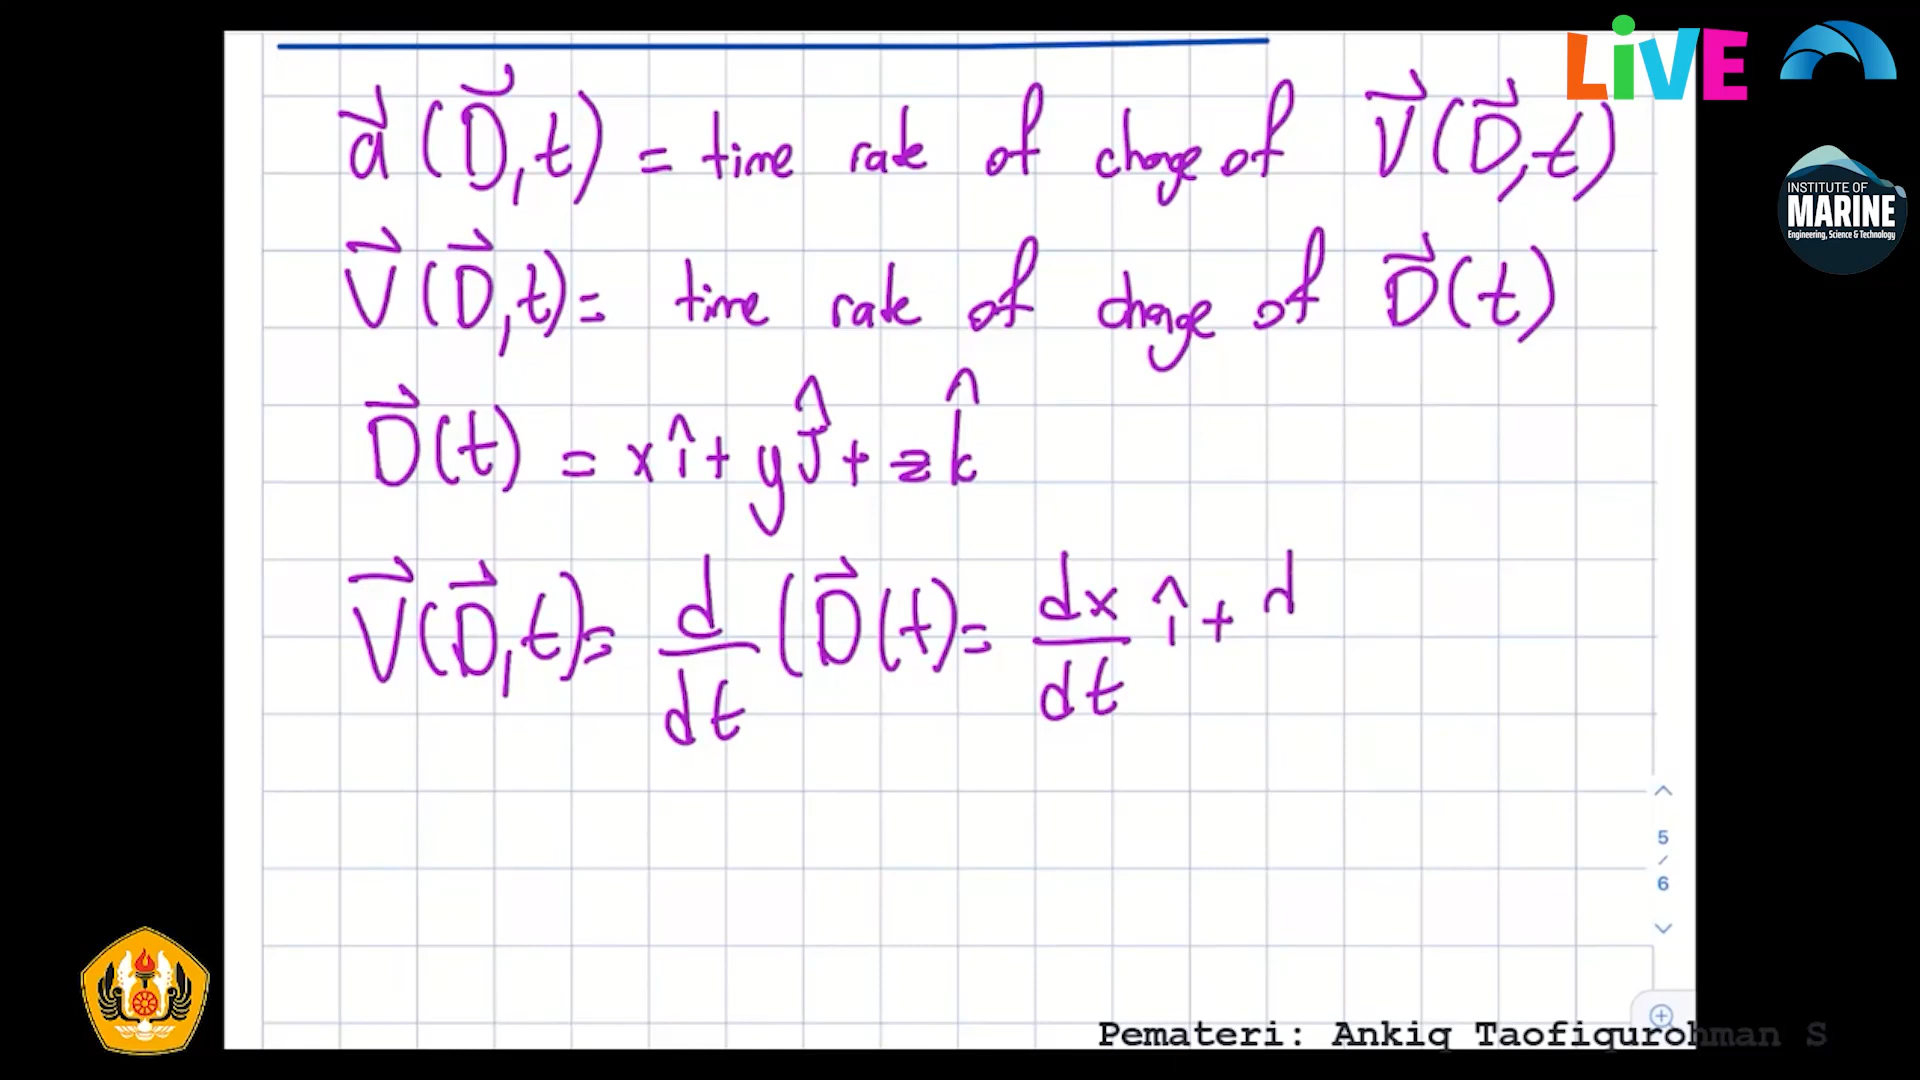 LiVE
INSTITUTE OF
MARINE
Engineering, Science & Technology
a⃗ (D⃗, t) = time rate of change of V⃗ (D⃗, t)
V⃗ (D⃗, t) = time rate of change of D⃗ (t)
D⃗ (t) = x î + y ĵ + z k̂
V⃗ (D⃗, t) = d/dt (D⃗ (t) = dx/dt î + d
5
/
6
Pemateri: Ankiq Taofiqurohman S